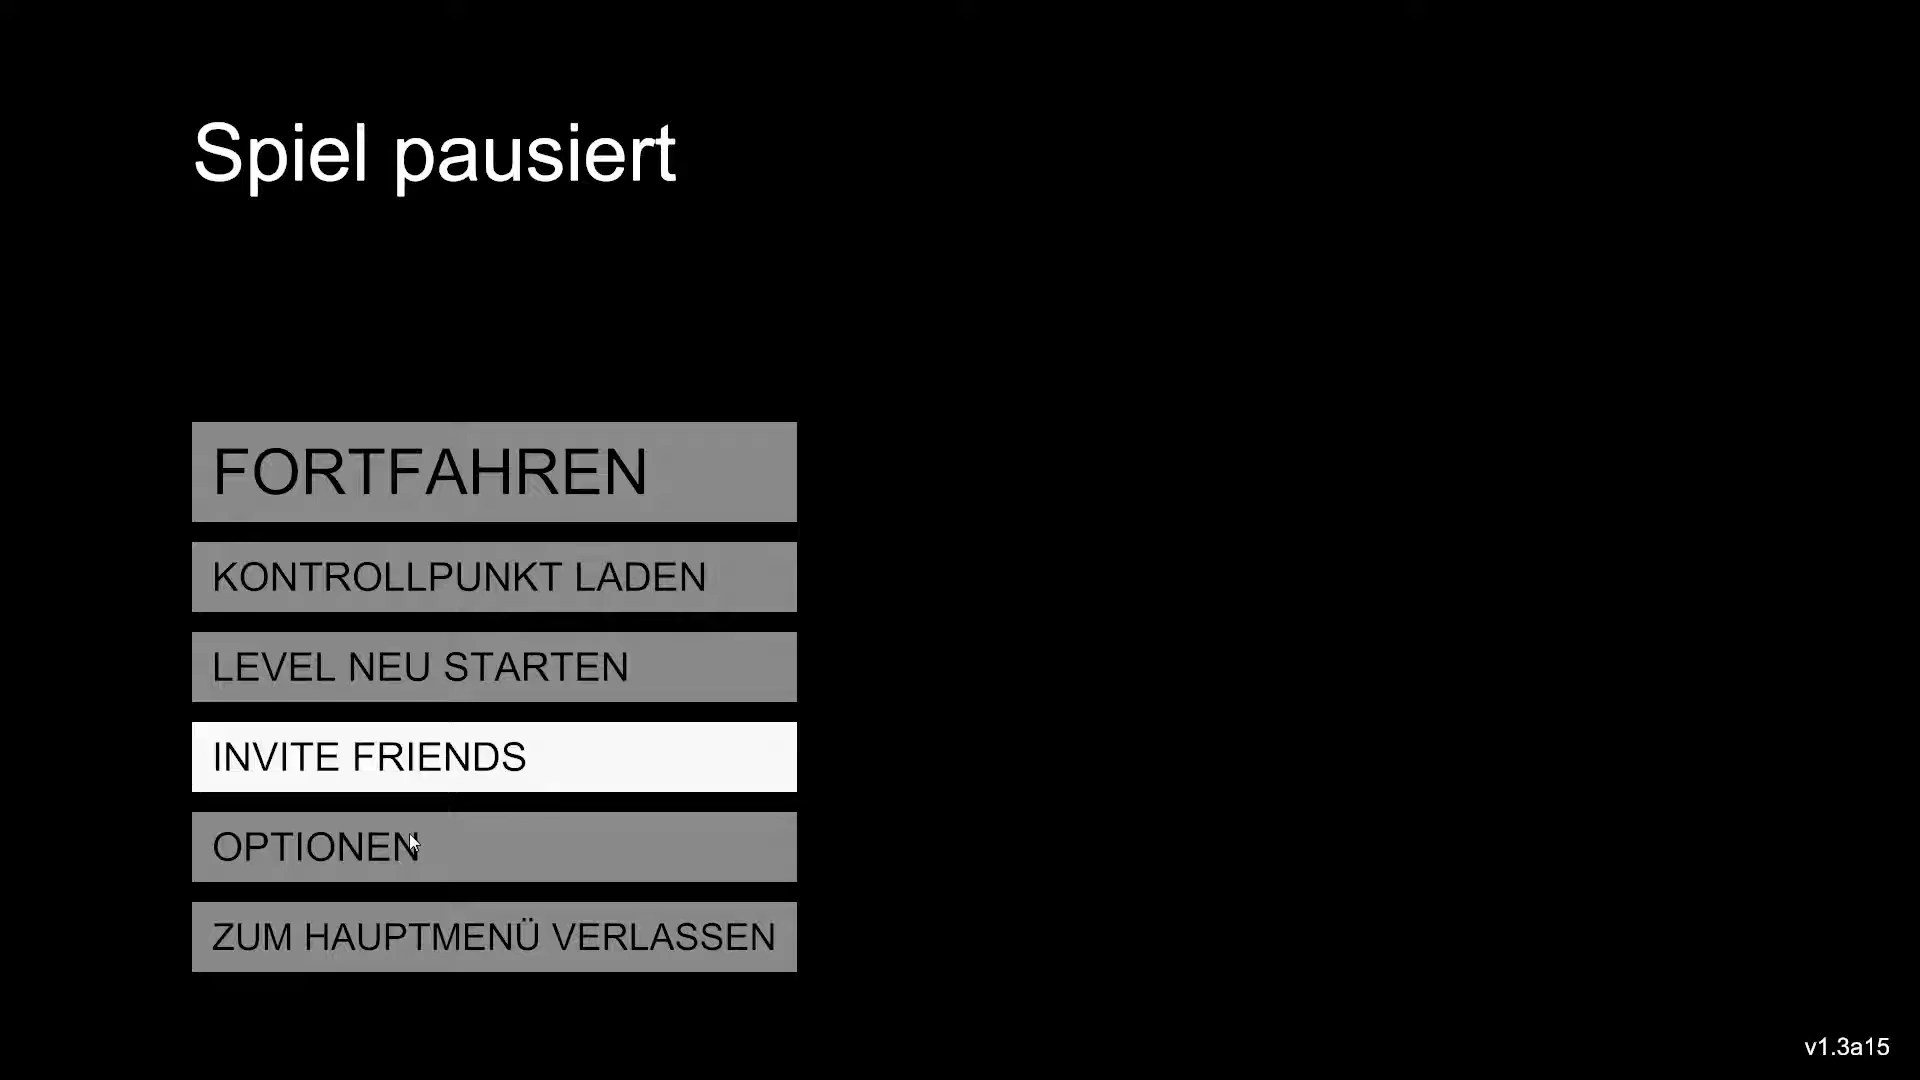 Spiel pausiert
FORTFAHREN
KONTROLLPUNKT LADEN
LEVEL NEU STARTEN
INVITE FRIENDS
OPTIONEN
ZUM HAUPTMENÜ VERLASSEN
v1.3a15